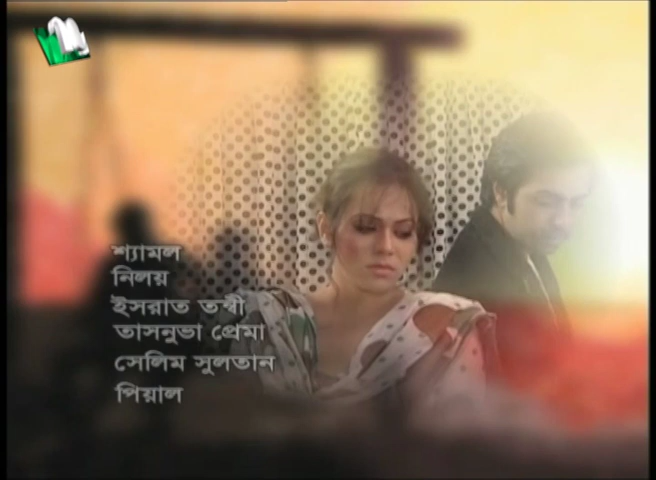 শ্যামল
নিলয়
ইসরাত তন্বী
তাসনুভা প্রেমা
সেলিম সুলতান
পিয়াল